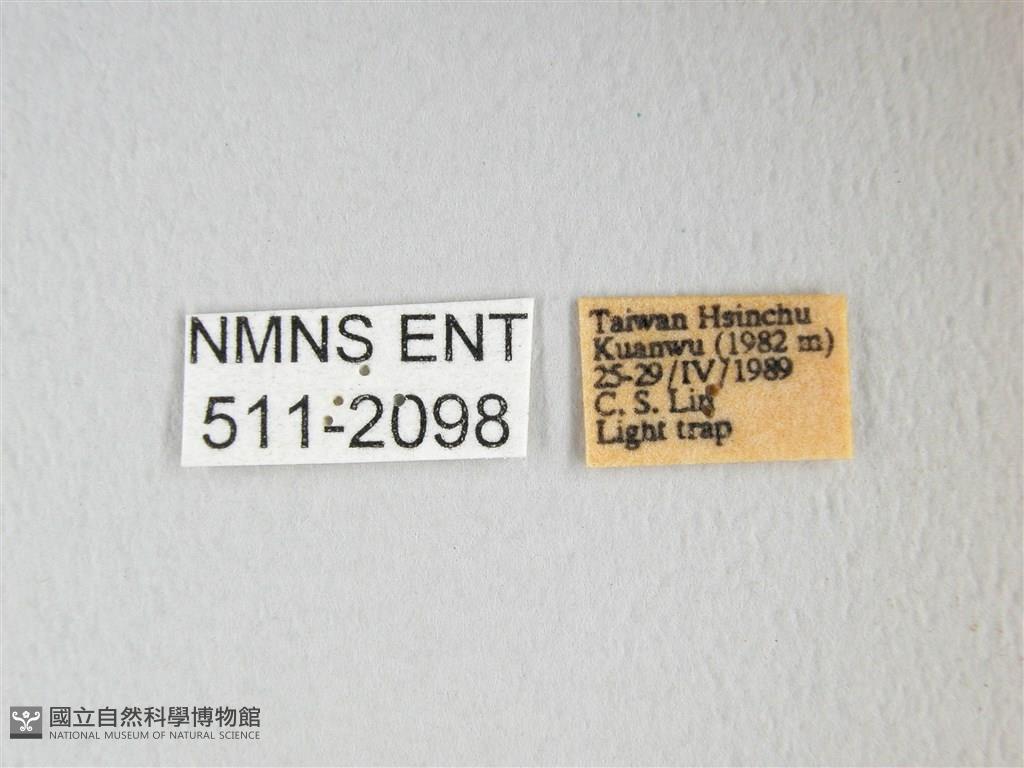 NMNS ENT
511-2098
Taiwan Hsinchu
Kuanwu (1982 m)
25-29/IV/1989
C. S. Lin
Light trap
國立自然科學博物館
NATIONAL MUSEUM OF NATURAL SCIENCE